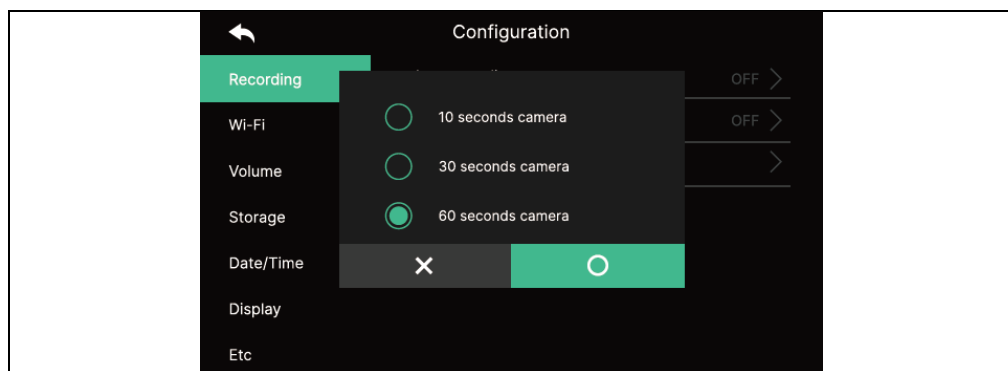 Configuration
Recording
OFF
Wi-Fi
10 seconds camera
OFF
Volume
30 seconds camera
Storage
60 seconds camera
Date/Time
Display
Etc